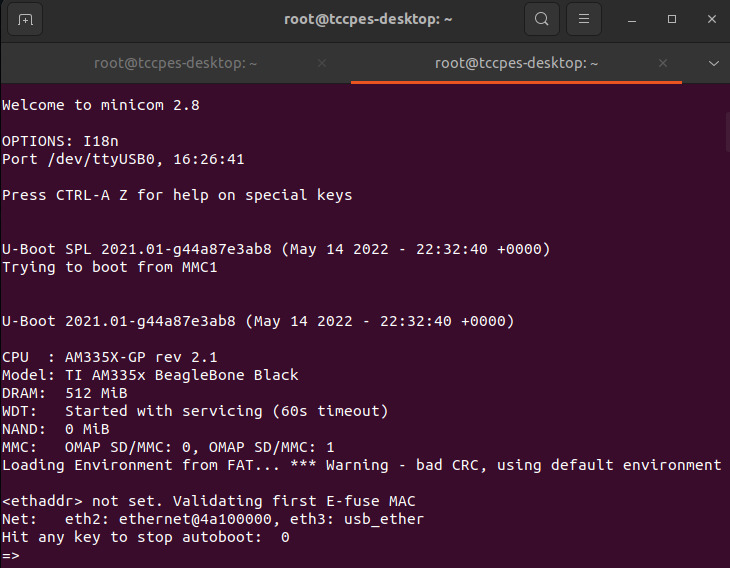 root@tccpes-desktop: ~
root@tccpes-desktop: ~
root@tccpes-desktop: ~
Welcome to minicom 2.8
OPTIONS: I18n
Port /dev/ttyUSB0, 16:26:41
Press CTRL-A Z for help on special keys
U-Boot SPL 2021.01-g44a87e3ab8 (May 14 2022 - 22:32:40 +0000)
Trying to boot from MMC1
U-Boot 2021.01-g44a87e3ab8 (May 14 2022 - 22:32:40 +0000)
CPU  : AM335X-GP rev 2.1
Model: TI AM335x BeagleBone Black
DRAM:  512 MiB
WDT:   Started with servicing (60s timeout)
NAND:  0 MiB
MMC:   OMAP SD/MMC: 0, OMAP SD/MMC: 1
Loading Environment from FAT... *** Warning - bad CRC, using default environment
<ethaddr> not set. Validating first E-fuse MAC
Net:   eth2: ethernet@4a100000, eth3: usb_ether
Hit any key to stop autoboot:  0
=>